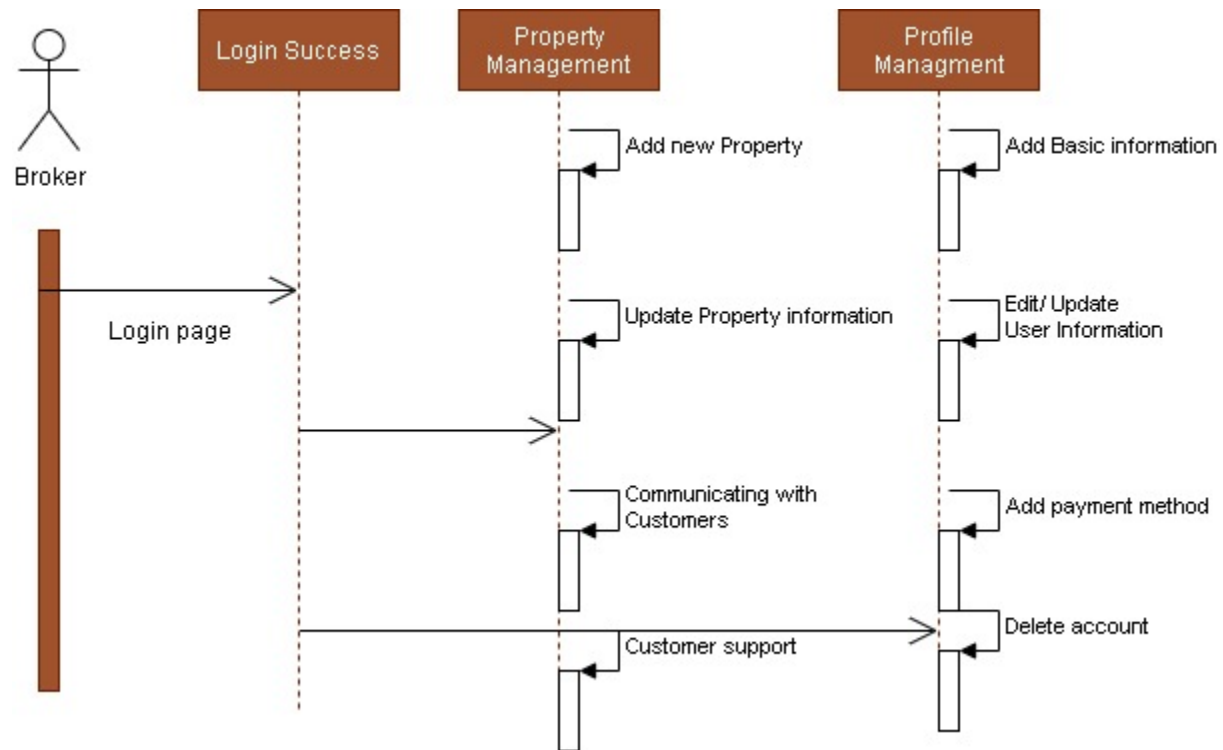 Login Success
Property
Management
Profile
Managment
Broker
Add new Property
Add Basic information
Login page
Update Property information
Edit/ Update
User Information
Communicating with
Customers
Add payment method
Customer support
Delete account